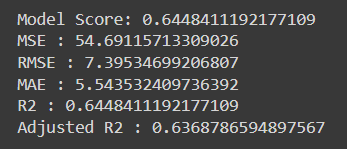 Model Score: 0.6448411192177109
MSE : 54.69115713309026
RMSE : 7.39534699206807
MAE : 5.543532409736392
R2 : 0.6448411192177109
Adjusted R2 : 0.6368786594897567